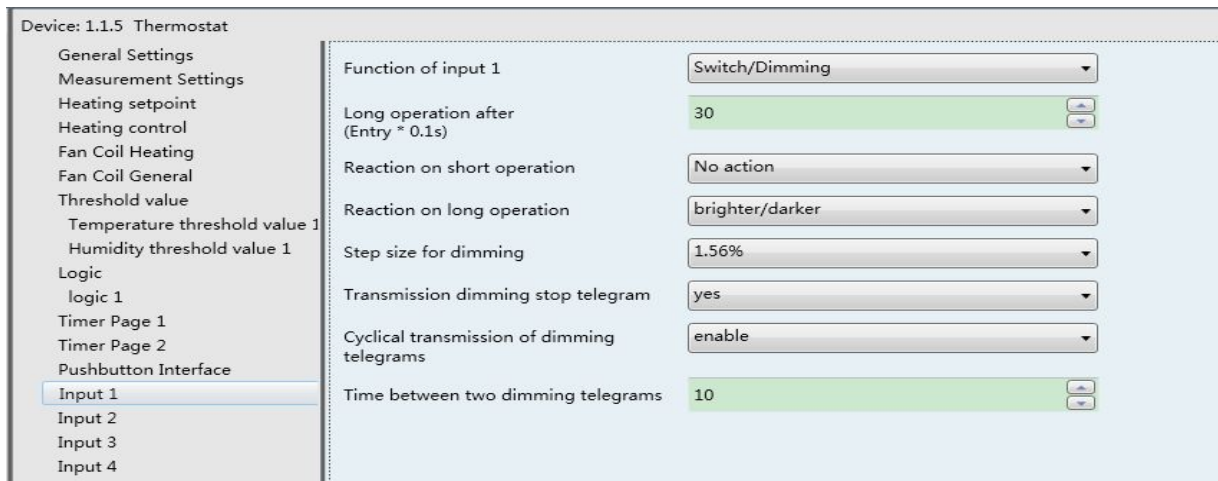 Device: 1.1.5 Thermostat
General Settings
Measurement Settings
Heating setpoint
Heating control
Fan Coil Heating
Fan Coil General
Threshold value
Temperature threshold value 1
Humidity threshold value 1
Logic
logic 1
Timer Page 1
Timer Page 2
Pushbutton Interface
Input 1
Input 2
Input 3
Input 4
Function of input 1
Switch/Dimming
Long operation after
(Entry * 0.1s)
30
Reaction on short operation
No action
Reaction on long operation
brighter/darker
Step size for dimming
1.56%
Transmission dimming stop telegram
yes
Cyclical transmission of dimming
telegrams
enable
Time between two dimming telegrams
10